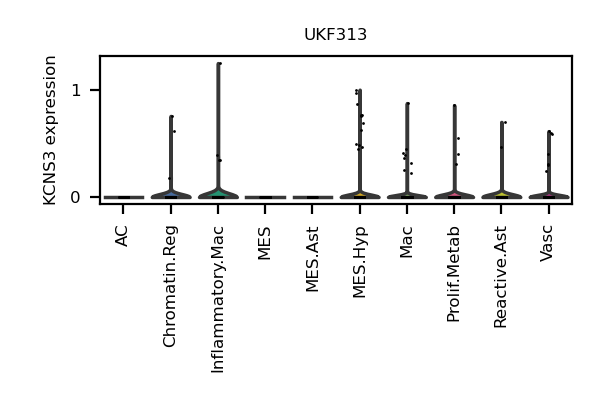 UKF313
KCNS3 expression
1
0
AC
Chromatin.Reg
Inflammatory.Mac
MES
MES.Ast
MES.Hyp
Mac
Prolif.Metab
Reactive.Ast
Vasc